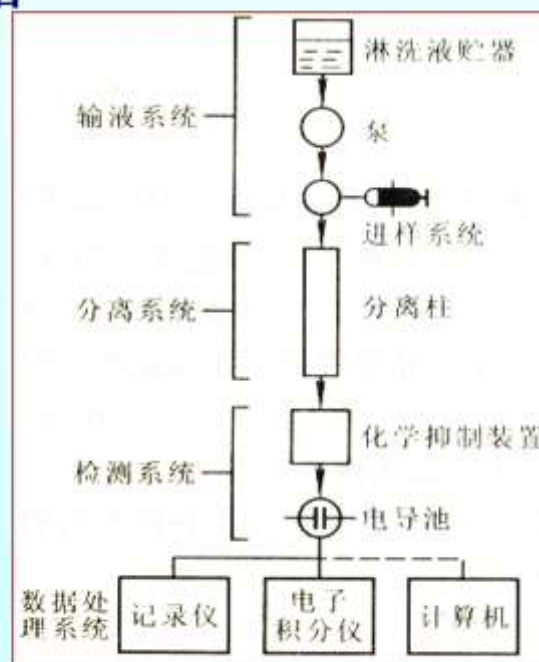 淋洗液贮器
输液系统
泵
进样系统
分离系统
分离柱
化学抑制装置
检测系统
电导池
数据处
理系统
记录仪
电子
积分仪
计算机